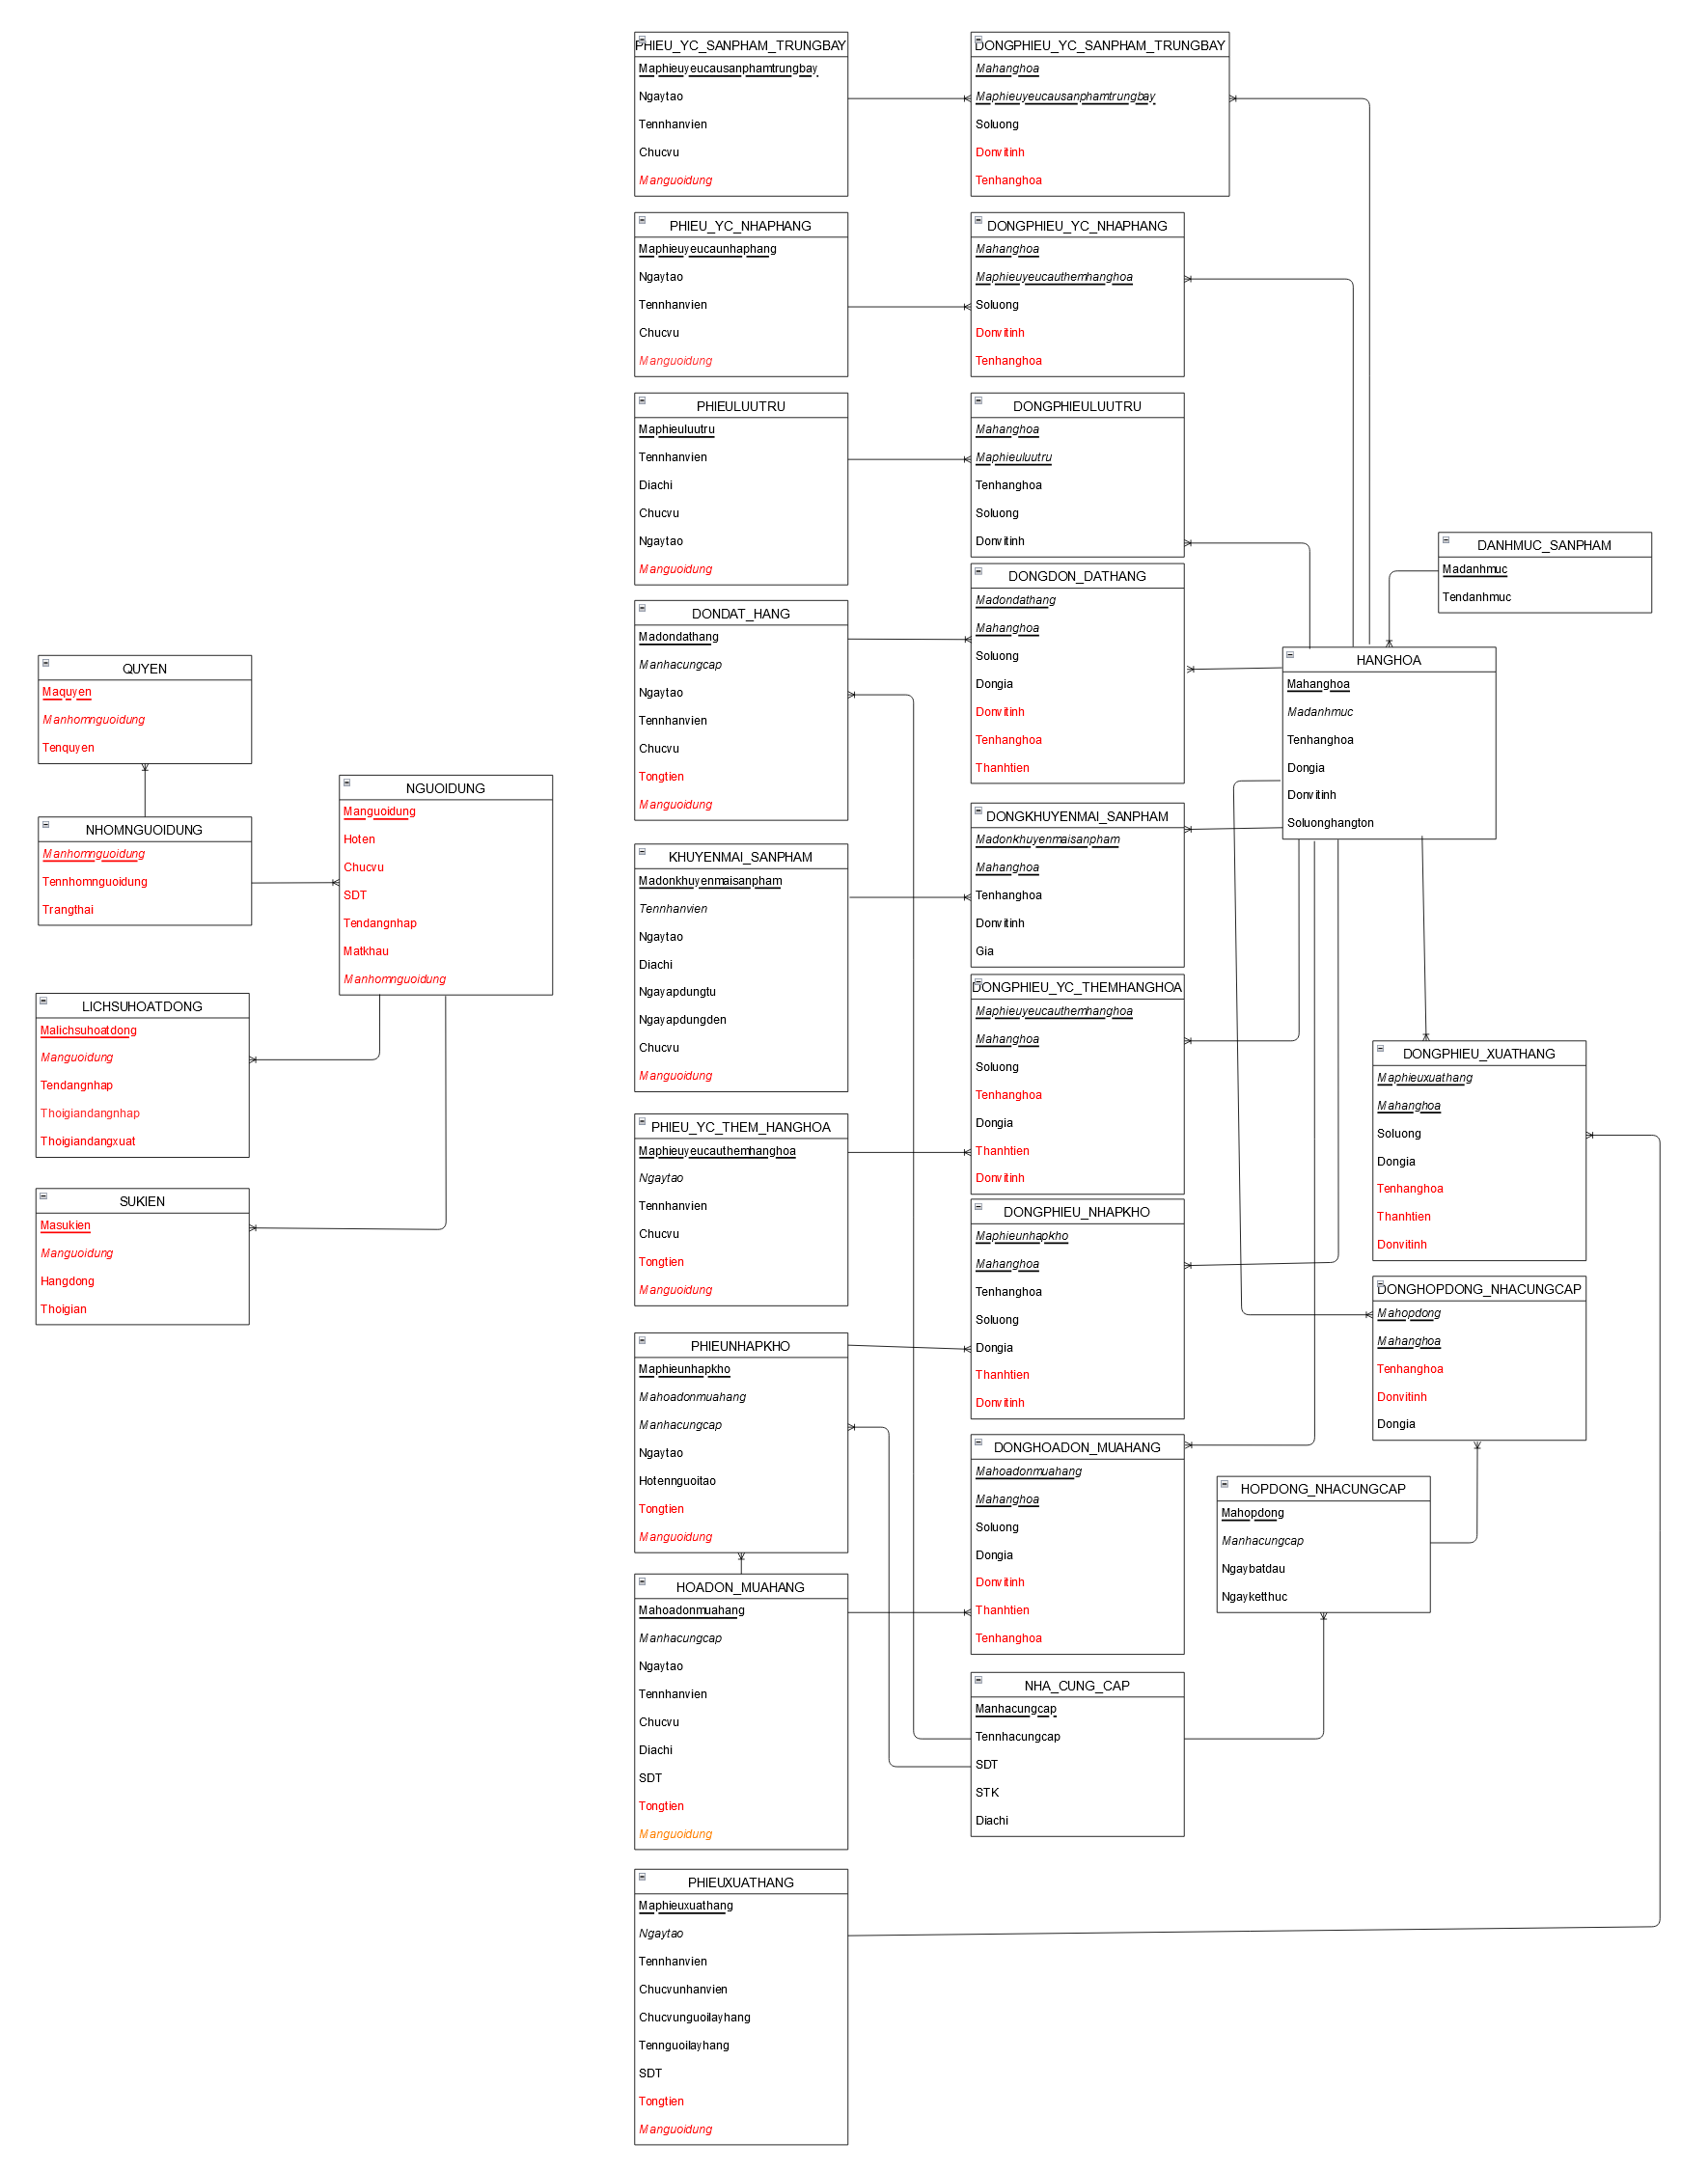 PHIEU_YC_SANPHAM_TRUNGBAY
Maphieuyeucausanphamtrungbay
Ngaytao
Tennhanvien
Chucvu
Manguoidung
DONGPHIEU_YC_SANPHAM_TRUNGBAY
Mahanghoa
Maphieuyeucausanphamtrungbay
Soluong
Donvitinh
Tenhanghoa
PHIEU_YC_NHAPHANG
Maphieuyeucaunhaphang
Ngaytao
Tennhanvien
Chucvu
Manguoidung
DONGPHIEU_YC_NHAPHANG
Mahanghoa
Maphieuyeucauthemhanghoa
Soluong
Donvitinh
Tenhanghoa
PHIEULUUTRU
Maphieuluutru
Tennhanvien
Diachi
Chucvu
Ngaytao
Manguoidung
DONGPHIEULUUTRU
Mahanghoa
Maphieuluutru
Tenhanghoa
Soluong
Donvitinh
DANHMUC_SANPHAM
Madanhmuc
Tendanhmuc
DONDAT_HANG
Madondathang
Manhacungcap
Ngaytao
Tennhanvien
Chucvu
Tongtien
Manguoidung
DONGDON_DATHANG
Madondathang
Mahanghoa
Soluong
Dongia
Donvitinh
Tenhanghoa
Thanhtien
HANGHOA
Mahanghoa
Madanhmuc
Tenhanghoa
Dongia
Donvitinh
Soluonghangton
QUYEN
Maquyen
Manhomnguoidung
Tenquyen
NHOMNGUOIDUNG
Manhomnguoidung
Tennhomnguoidung
Trangthai
NGUOIDUNG
Manguoidung
Hoten
Chucvu
SDT
Tendangnhap
Matkhau
Manhomnguoidung
LICHSUHOATDONG
Malichsuhoatdong
Manguoidung
Tendangnhap
Thoigiandangnhap
Thoigiandangxuat
SUKIEN
Masukien
Manguoidung
Hangdong
Thoigian
KHUYENMAI_SANPHAM
Madonkhuyenmaisanpham
Tennhanvien
Ngaytao
Diachi
Ngayapdungtu
Ngayapdungden
Chucvu
Manguoidung
DONGKHUYENMAI_SANPHAM
Madonkhuyenmaisanpham
Mahanghoa
Tenhanghoa
Donvitinh
Gia
PHIEU_YC_THEM_HANGHOA
Maphieuyeucauthemhanghoa
Ngaytao
Tennhanvien
Chucvu
Tongtien
Manguoidung
DONGPHIEU_YC_THEMHANGHOA
Maphieuyeucauthemhanghoa
Mahanghoa
Soluong
Tenhanghoa
Dongia
Thanhtien
Donvitinh
DONGPHIEU_XUATHANG
Maphieuxuathang
Mahanghoa
Soluong
Dongia
Tenhanghoa
Thanhtien
Donvitinh
PHIEUNHAPKHO
Maphieunhapkho
Mahoadonmuahang
Manhacungcap
Ngaytao
Hotennguoitao
Tongtien
Manguoidung
DONGPHIEU_NHAPKHO
Maphieunhapkho
Mahanghoa
Tenhanghoa
Soluong
Dongia
Thanhtien
Donvitinh
DONGHOPDONG_NHACUNGCAP
Mahopdong
Mahanghoa
Tenhanghoa
Donvitinh
Dongia
HOADON_MUAHANG
Mahoadonmuahang
Manhacungcap
Ngaytao
Tennhanvien
Chucvu
Diachi
SDT
Tongtien
Manguoidung
DONGHOADON_MUAHANG
Mahoadonmuahang
Mahanghoa
Soluong
Dongia
Donvitinh
Thanhtien
Tenhanghoa
HOPDONG_NHACUNGCAP
Mahopdong
Manhacungcap
Ngaybatdau
Ngayketthuc
NHA_CUNG_CAP
Manhacungcap
Tennhacungcap
SDT
STK
Diachi
PHIEUXUATHANG
Maphieuxuathang
Ngaytao
Tennhanvien
Chucvunhanvien
Chucvunguoilayhang
Tennguoilayhang
SDT
Tongtien
Manguoidung